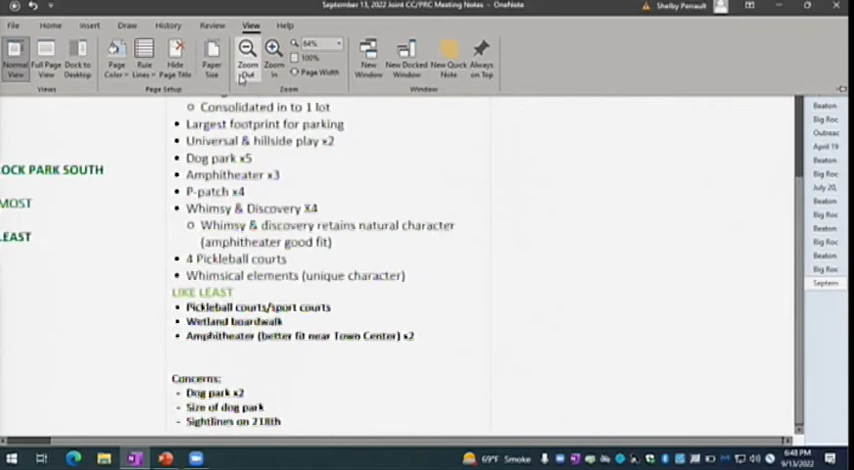 September 13, 2022 Joint CC/PRC Meeting Notes - OneNote
Shelby Perrault
File Home Insert Draw History Review View Help
Normal View
Full Page View
Dock to Desktop
Page Color
Rule Lines
Hide Page Title
Paper Size
Zoom Out
Zoom In
64%
100%
Page Width
New Window
New Docked Window
New Quick Note
Always on Top
Views
Page Setup
Zoom
Window
OCK PARK SOUTH
MOST
LEAST
o Consolidated in to 1 lot
• Largest footprint for parking
• Universal & hillside play x2
• Dog park x5
• Amphitheater x3
• P-patch x4
• Whimsy & Discovery X4
o Whimsy & discovery retains natural character
(amphitheater good fit)
• 4 Pickleball courts
• Whimsical elements (unique character)
LIKE LEAST
• Pickleball courts/sport courts
• Wetland boardwalk
• Amphitheater (better fit near Town Center) x2
Concerns:
- Dog park x2
- Size of dog park
- Sightlines on 218th
Beaton
Big Roc
Outreac
April 19
Beaton
Big Roc
July 20,
Beaton
Big Roc
Beaton
Big Roc
Beaton
Big Roc
Septem
69°F Smoke
6:48 PM
9/13/2022